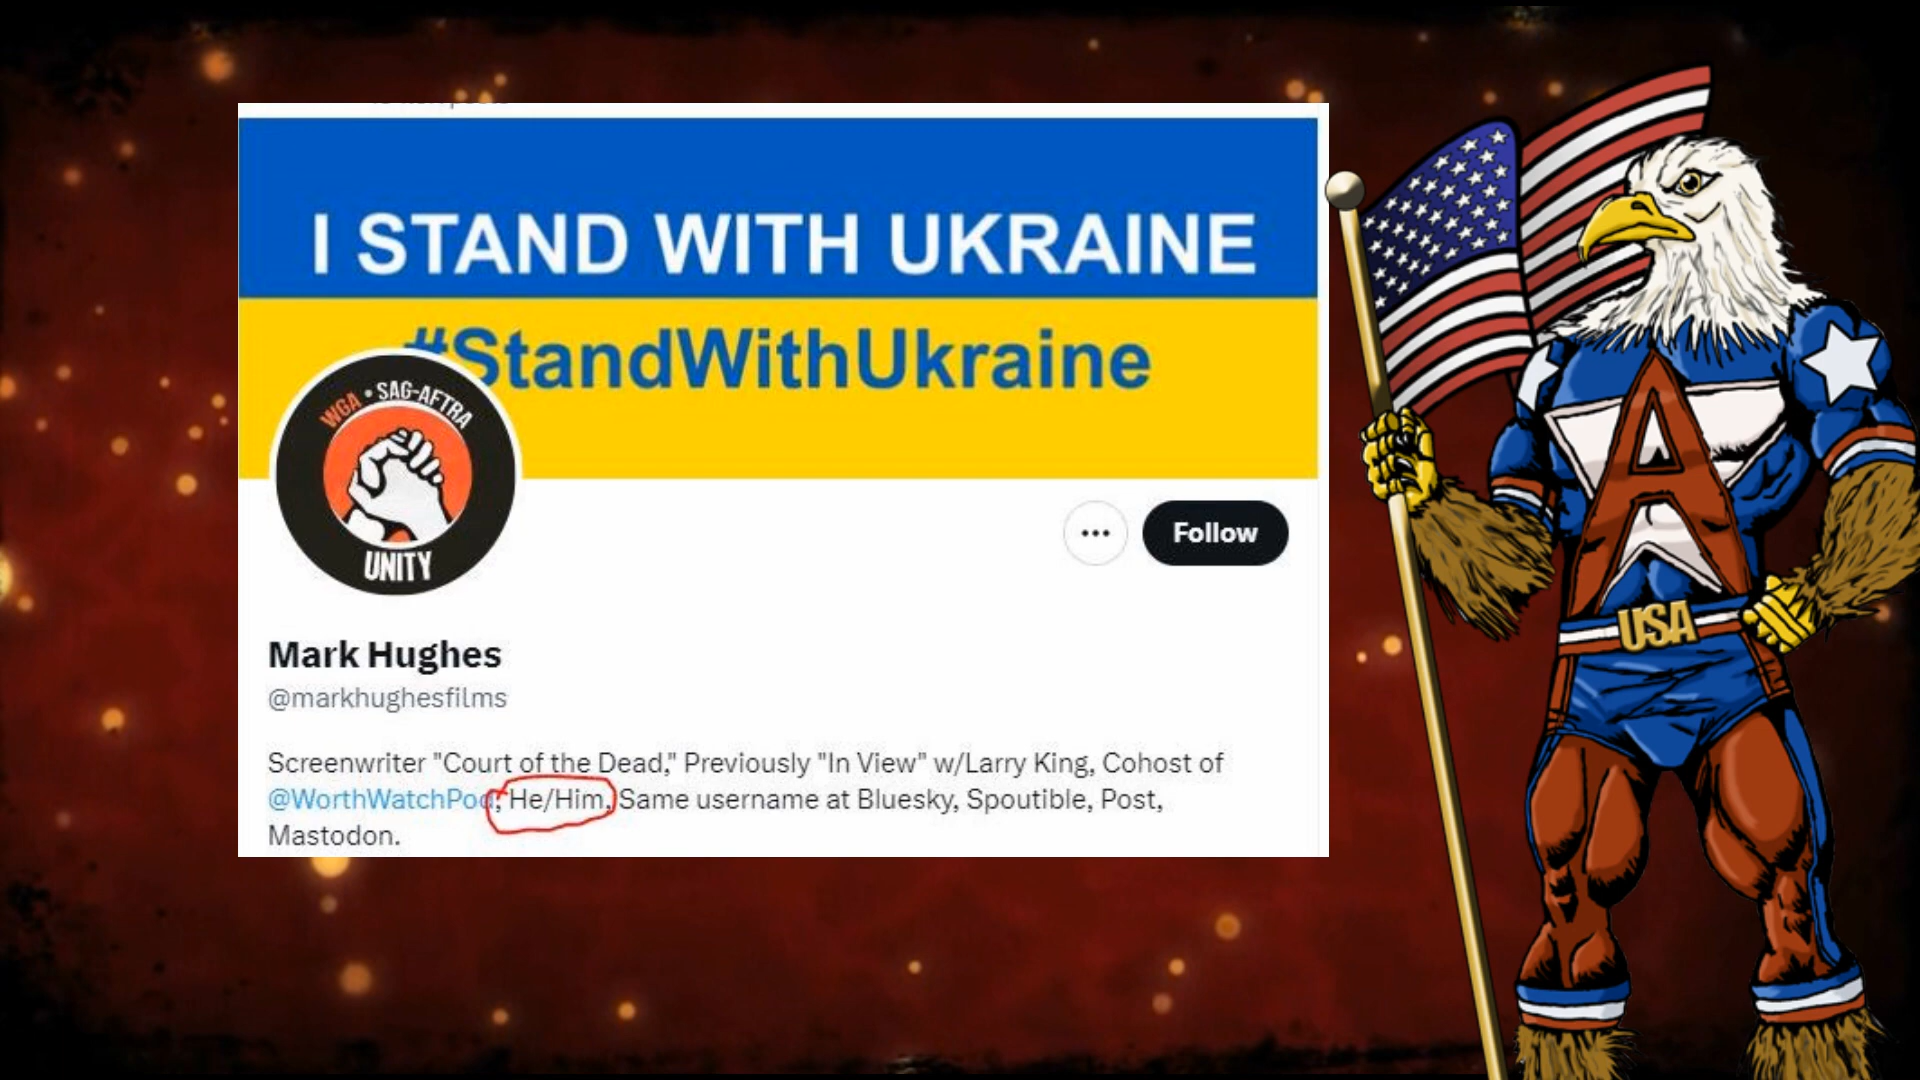 I STAND WITH UKRAINE
#StandWithUkraine
WGA • SAG-AFTRA
UNITY
Follow
Mark Hughes
@markhughesfilms
Screenwriter "Court of the Dead," Previously "In View" w/Larry King, Cohost of
@WorthWatchPod, He/Him, Same username at Bluesky, Spoutible, Post,
Mastodon.
A
USA